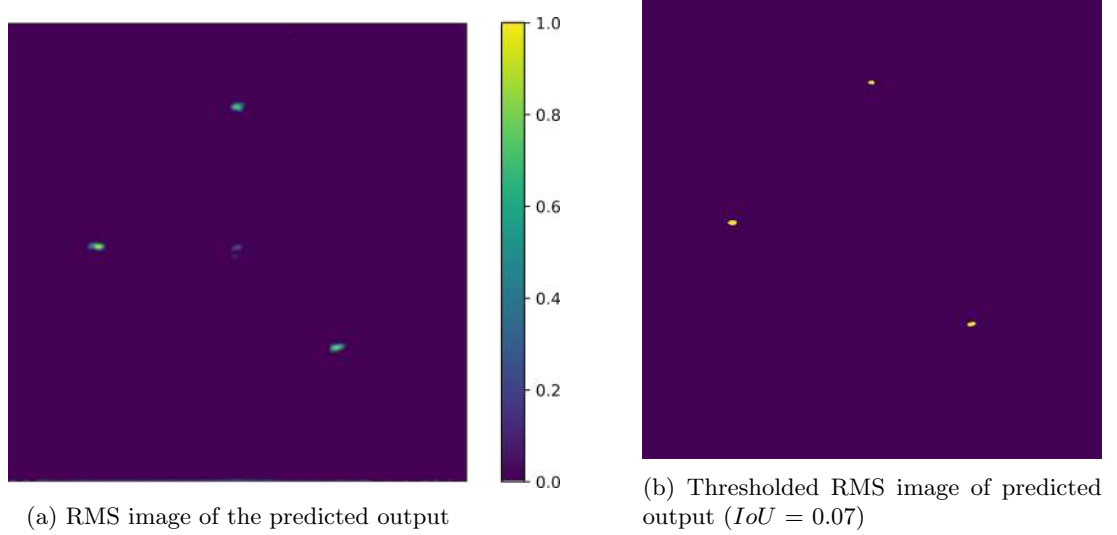 1.0
0.8
0.6
0.4
0.2
0.0
(a) RMS image of the predicted output
(b) Thresholded RMS image of predicted
output (IoU = 0.07)